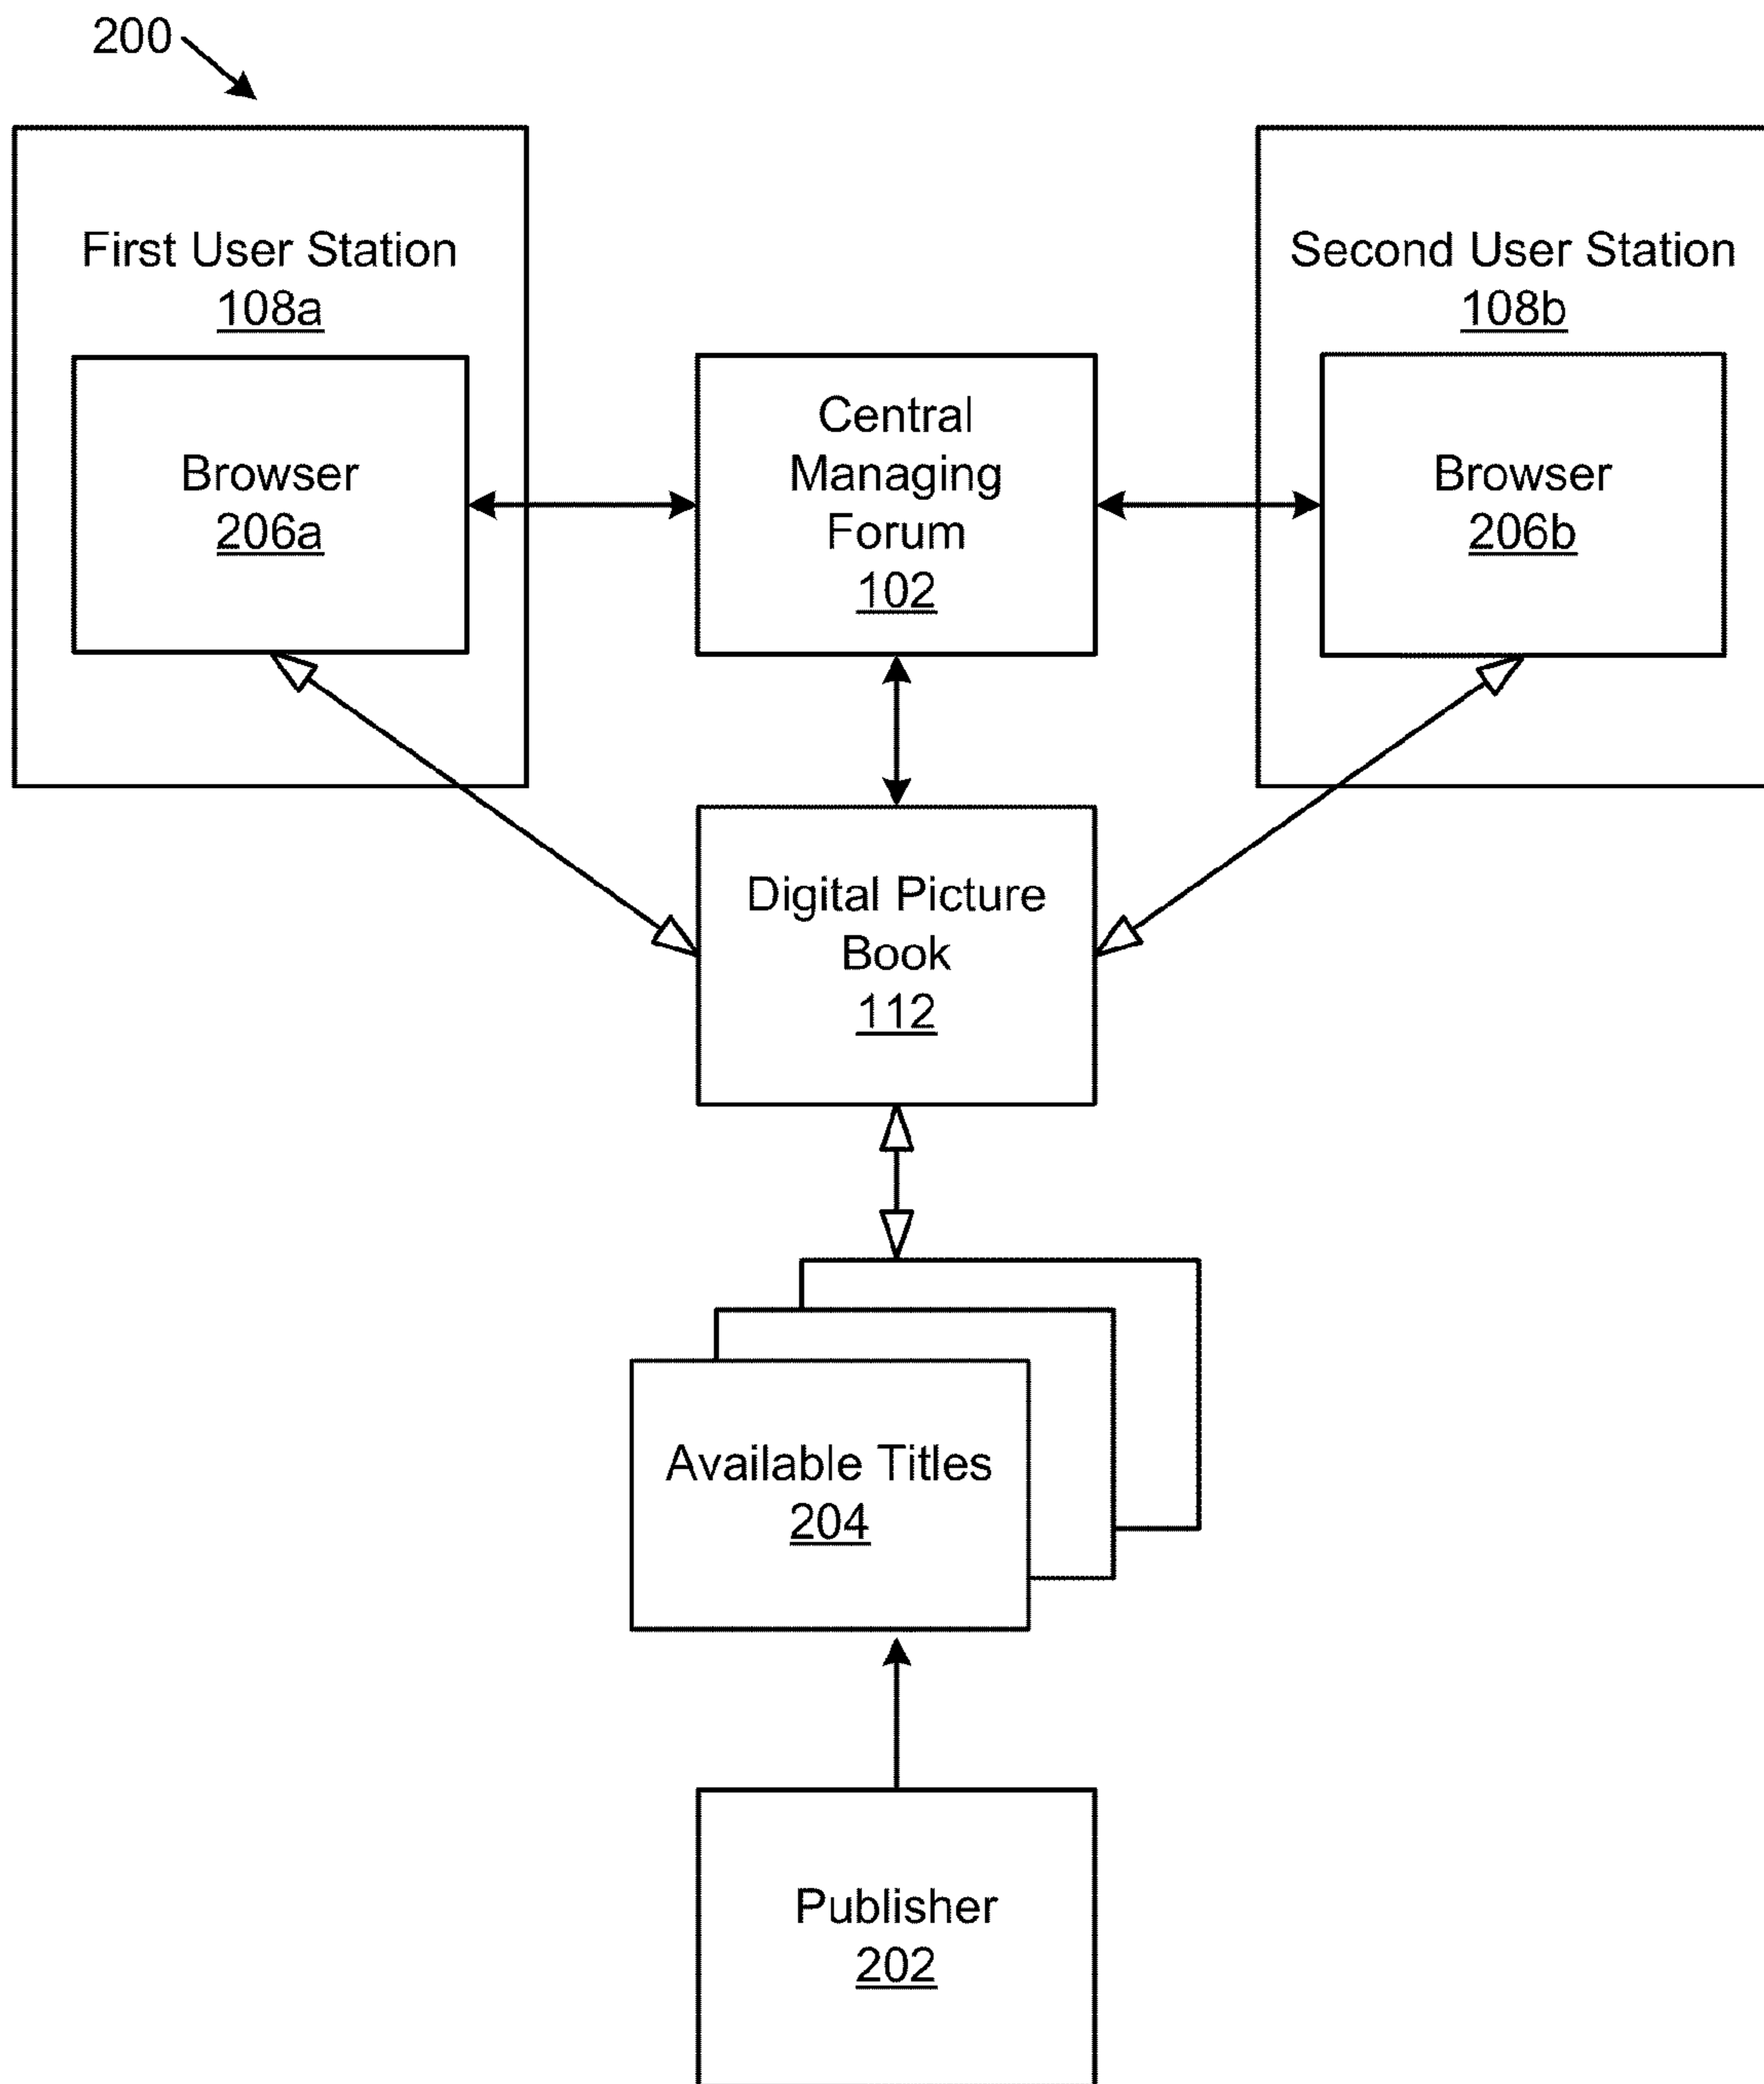 200
First User Station
108a
Browser
206a
Central
Managing
Forum
102
Second User Station
108b
Browser
206b
Digital Picture
Book
112
Available Titles
204
Publisher
202